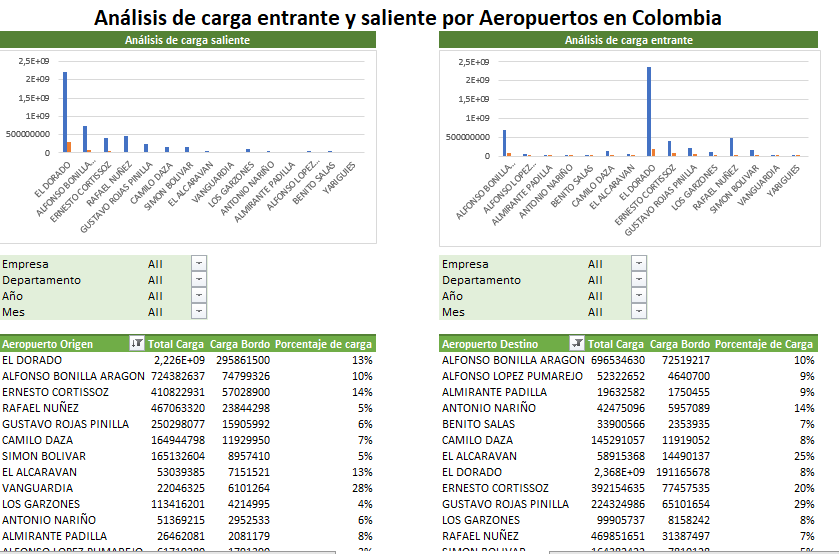 Análisis de carga entrante y saliente por Aeropuertos en Colombia
Análisis de carga saliente
2,5E+09
2E+09
1,5E+09
1E+09
500000000
0
EL DORADO
ALFONSO BONILLA...
ERNESTO CORTISSOZ
RAFAEL NUÑEZ
GUSTAVO ROJAS PINILLA
CAMILO DAZA
SIMON BOLIVAR
EL ALCARAVAN
VANGUARDIA
LOS GARZONES
ANTONIO NARIÑO
ALMIRANTE PADILLA
ALFONSO LOPEZ...
BENITO SALAS
YARIGUIES
Empresa All
Departamento All
Año All
Mes All
Aeropuerto Origen Total Carga Carga Bordo Porcentaje de carga
EL DORADO 2,226E+09 295861500 13%
ALFONSO BONILLA ARAGON 724382637 74799326 10%
ERNESTO CORTISSOZ 410822931 57028900 14%
RAFAEL NUÑEZ 467063320 23844298 5%
GUSTAVO ROJAS PINILLA 250298077 15905992 6%
CAMILO DAZA 164944798 11929950 7%
SIMON BOLIVAR 165132604 8957410 5%
EL ALCARAVAN 53039385 7151521 13%
VANGUARDIA 22046325 6101264 28%
LOS GARZONES 113416201 4214995 4%
ANTONIO NARIÑO 51369215 2952533 6%
ALMIRANTE PADILLA 26462081 2081179 8%
ALFONSO LOPEZ PUMAREJO
Análisis de carga entrante
2,5E+09
2E+09
1,5E+09
1E+09
500000000
0
ALFONSO BONILLA...
ALFONSO LOPEZ...
ALMIRANTE PADILLA
ANTONIO NARIÑO
BENITO SALAS
CAMILO DAZA
EL ALCARAVAN
EL DORADO
ERNESTO CORTISSOZ
GUSTAVO ROJAS PINILLA
LOS GARZONES
RAFAEL NUÑEZ
SIMON BOLIVAR
VANGUARDIA
YARIGUIES
Empresa All
Departamento All
Año All
Mes All
Aeropuerto Destino Total Carga Carga Bordo Porcentaje de Carga
ALFONSO BONILLA ARAGON 696534630 72519217 10%
ALFONSO LOPEZ PUMAREJO 52322652 4640700 9%
ALMIRANTE PADILLA 19632582 1750455 9%
ANTONIO NARIÑO 42475096 5957089 14%
BENITO SALAS 33900566 2353935 7%
CAMILO DAZA 145291057 11919052 8%
EL ALCARAVAN 58915368 14490137 25%
EL DORADO 2,368E+09 191165678 8%
ERNESTO CORTISSOZ 392154635 77457535 20%
GUSTAVO ROJAS PINILLA 224324986 65101654 29%
LOS GARZONES 99905737 8158242 8%
RAFAEL NUÑEZ 469851651 31387497 7%
SIMON BOLIVAR